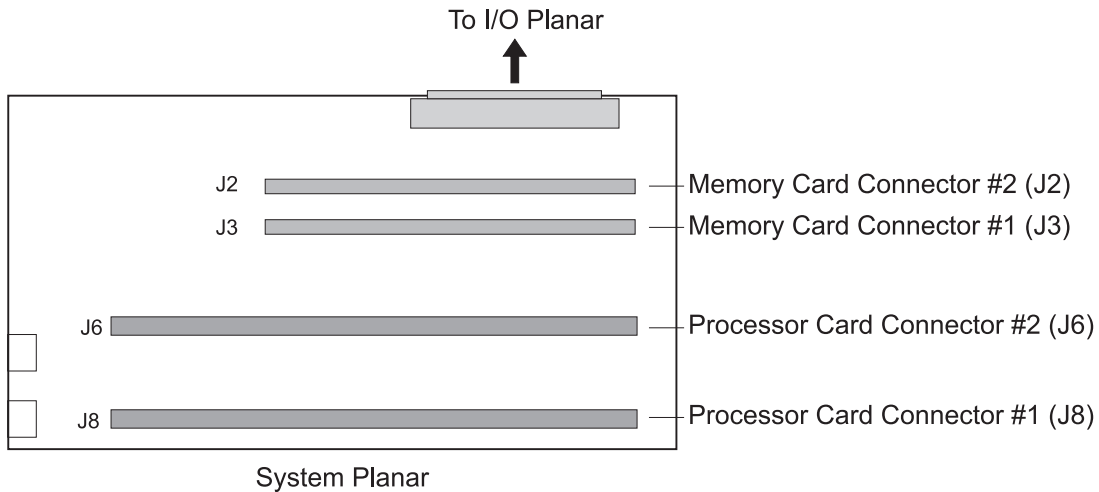 To I/O Planar
J2
Memory Card Connector #2 (J2)
J3
Memory Card Connector #1 (J3)
J6
Processor Card Connector #2 (J6)
J8
Processor Card Connector #1 (J8)
System Planar